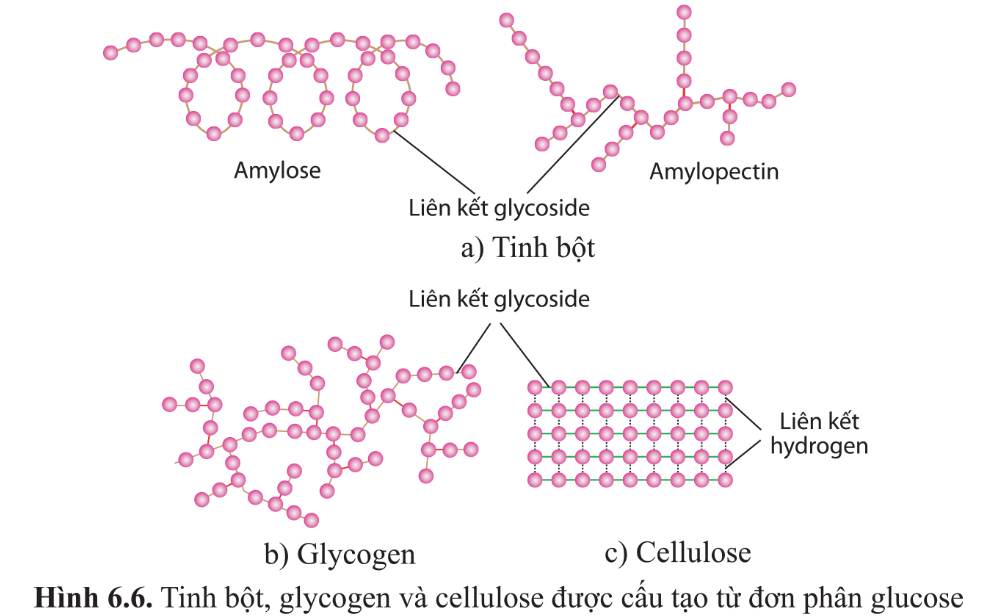 Amylose
Amylopectin
Liên kết glycoside
a) Tinh bột
Liên kết glycoside
Liên kết
hydrogen
b) Glycogen
c) Cellulose
Hình 6.6. Tinh bột, glycogen và cellulose được cấu tạo từ đơn phân glucose